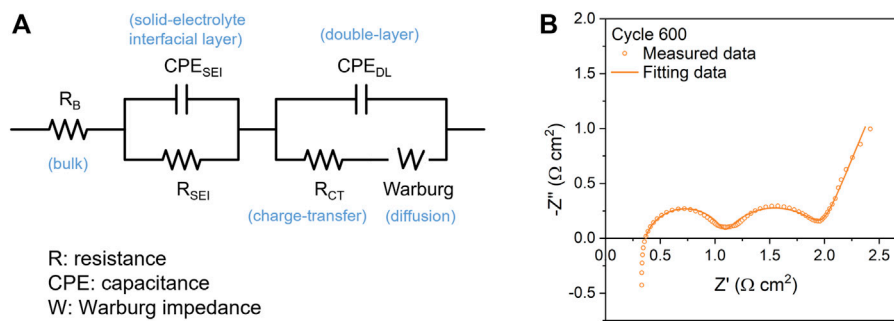 A
(solid-electrolyte
interfacial layer)
(double-layer)
CPE_SEI
CPE_DL
R_B
(bulk)
R_SEI
R_CT
Warburg
(charge-transfer)
(diffusion)
R: resistance
CPE: capacitance
W: Warburg impedance
B
Cycle 600
Measured data
Fitting data
-Z'' (Ω cm²)
2.0
1.5
1.0
0.5
0.0
-0.5
0.0 0.5 1.0 1.5 2.0 2.5
Z' (Ω cm²)